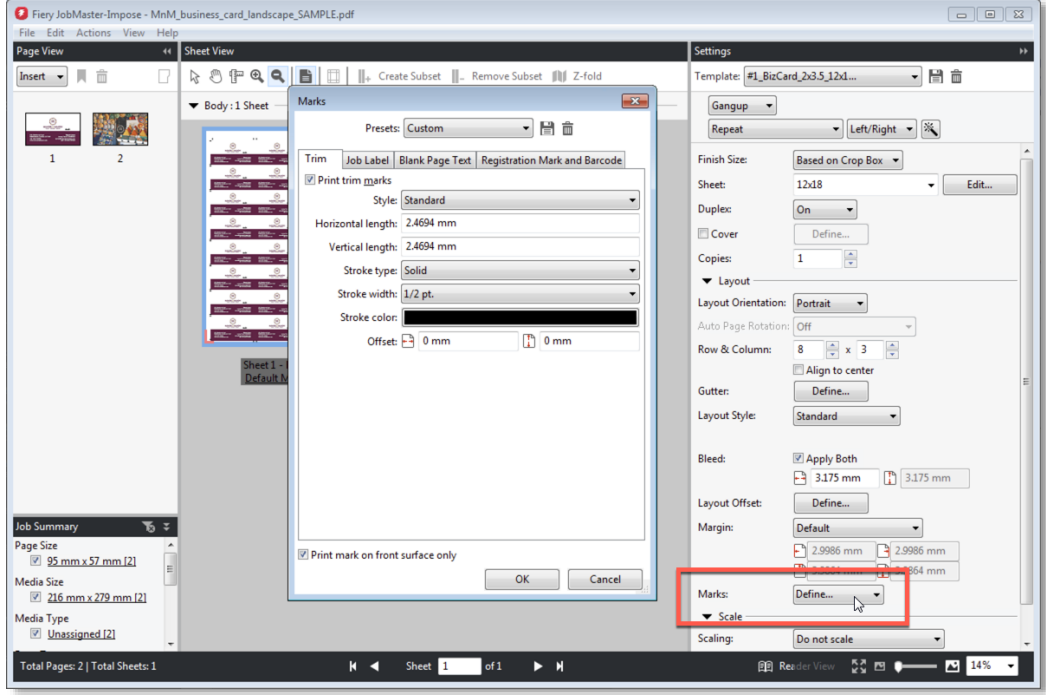 Fiery JobMaster-Impose - MnM_business_card_landscape_SAMPLE.pdf
File Edit Actions View Help
Page View
Insert
1 2
Job Summary
Page Size
95 mm x 57 mm [2]
Media Size
216 mm x 279 mm [2]
Media Type
Unassigned [2]
Sheet View
Create Subset Remove Subset Z-fold
Body : 1 Sheet
Sheet 1 -
Default M
Marks
Presets: Custom
Trim Job Label Blank Page Text Registration Mark and Barcode
Print trim marks
Style: Standard
Horizontal length: 2.4694 mm
Vertical length: 2.4694 mm
Stroke type: Solid
Stroke width: 1/2 pt.
Stroke color:
Offset: 0 mm 0 mm
Print mark on front surface only
OK Cancel
Settings
Template: #1_BizCard_2x3.5_12x1...
Gangup
Repeat Left/Right
Finish Size: Based on Crop Box
Sheet: 12x18 Edit...
Duplex: On
Cover Define...
Copies: 1
Layout
Layout Orientation: Portrait
Auto Page Rotation: Off
Row & Column: 8 x 3
Align to center
Gutter: Define...
Layout Style: Standard
Bleed: Apply Both
3.175 mm 3.175 mm
Layout Offset: Define...
Margin: Default
2.9986 mm 2.9986 mm
Marks: Define...
Scale
Scaling: Do not scale
Total Pages: 2 | Total Sheets: 1
Sheet 1 of 1
Reader View 14%